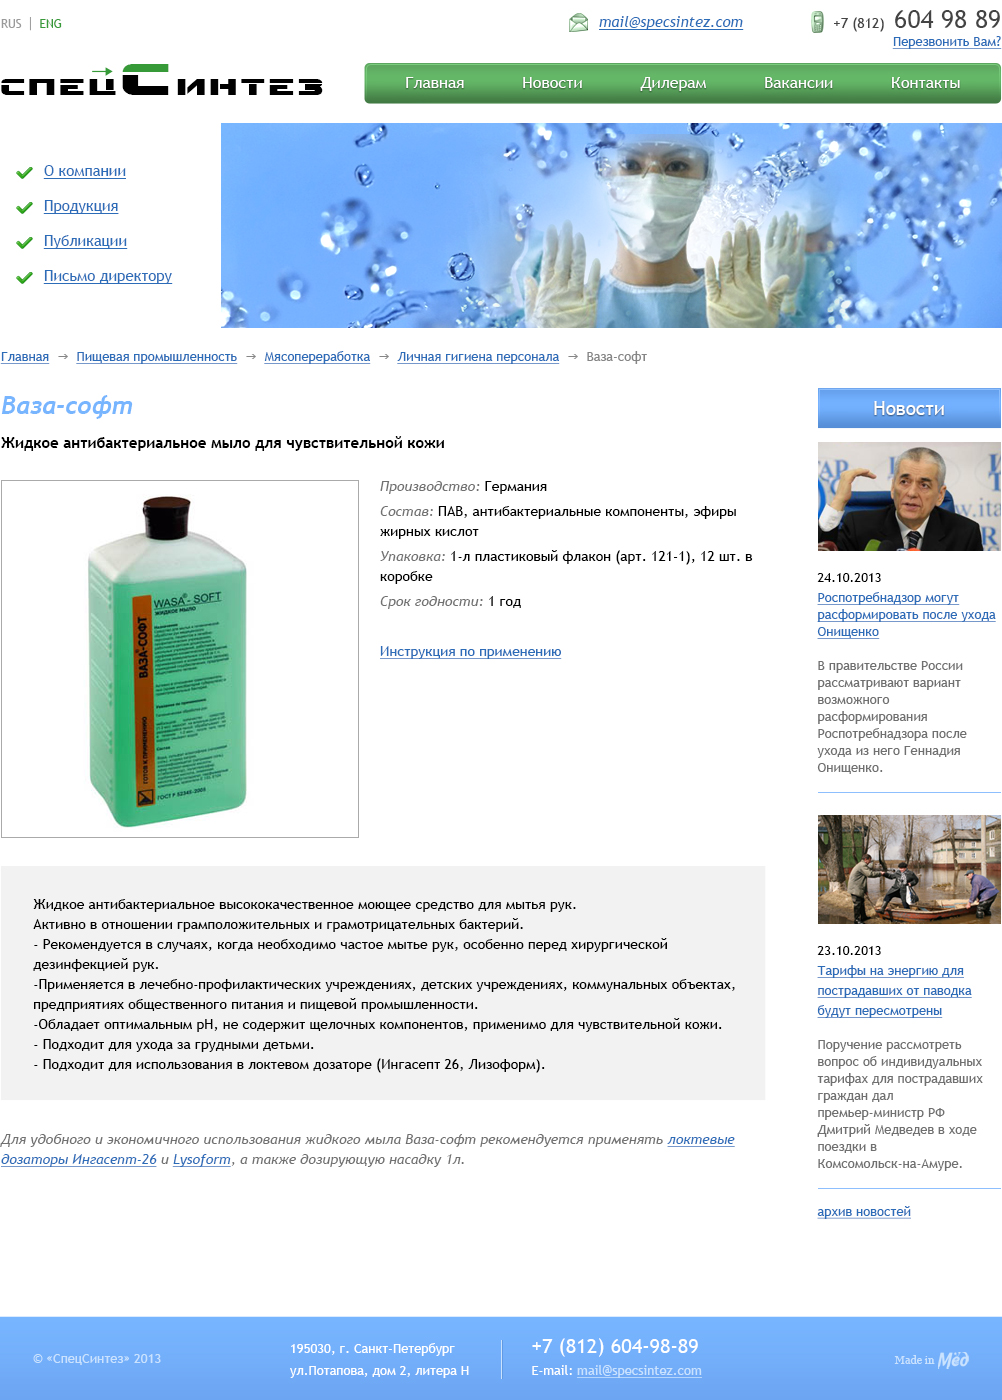 RUS | ENG
mail@specsintez.com
+7 (812) 604 98 89
Перезвонить Вам?
спецСинтез
Главная Новости Дилерам Вакансии Контакты
О компании
Продукция
Публикации
Письмо директору
Главная → Пищевая промышленность → Мясопереработка → Личная гигиена персонала → Ваза-софт
Ваза-софт
Жидкое антибактериальное мыло для чувствительной кожи
WASA® - SOFT
ЖИДКОЕ МЫЛО
ВАЗА®-СОФТ
ГОТОВ К ПРИМЕНЕНИЮ
Состав
ГОСТ Р 52345-2005
Производство: Германия
Состав: ПАВ, антибактериальные компоненты, эфиры
жирных кислот
Упаковка: 1-л пластиковый флакон (арт. 121-1), 12 шт. в
коробке
Срок годности: 1 год
Инструкция по применению
Жидкое антибактериальное высококачественное моющее средство для мытья рук.
Активно в отношении грамположительных и грамотрицательных бактерий.
- Рекомендуется в случаях, когда необходимо частое мытье рук, особенно перед хирургической
дезинфекцией рук.
-Применяется в лечебно-профилактических учреждениях, детских учреждениях, коммунальных объектах,
предприятиях общественного питания и пищевой промышленности.
-Обладает оптимальным pH, не содержит щелочных компонентов, применимо для чувствительной кожи.
- Подходит для ухода за грудными детьми.
- Подходит для использования в локтевом дозаторе (Ингасепт 26, Лизоформ).
Для удобного и экономичного использования жидкого мыла Ваза-софт рекомендуется применять локтевые
дозаторы Ингасепт-26 и Lysoform, а также дозирующую насадку 1л.
Новости
24.10.2013
Роспотребнадзор могут
расформировать после ухода
Онищенко
В правительстве России
рассматривают вариант
возможного
расформирования
Роспотребнадзора после
ухода из него Геннадия
Онищенко.
23.10.2013
Тарифы на энергию для
пострадавших от паводка
будут пересмотрены
Поручение рассмотреть
вопрос об индивидуальных
тарифах для пострадавших
граждан дал
премьер-министр РФ
Дмитрий Медведев в ходе
поездки в
Комсомольск-на-Амуре.
архив новостей
© «СпецСинтез» 2013
195030, г. Санкт-Петербург
ул.Потапова, дом 2, литера Н
+7 (812) 604-98-89
E-mail: mail@specsintez.com
Made in Мёд